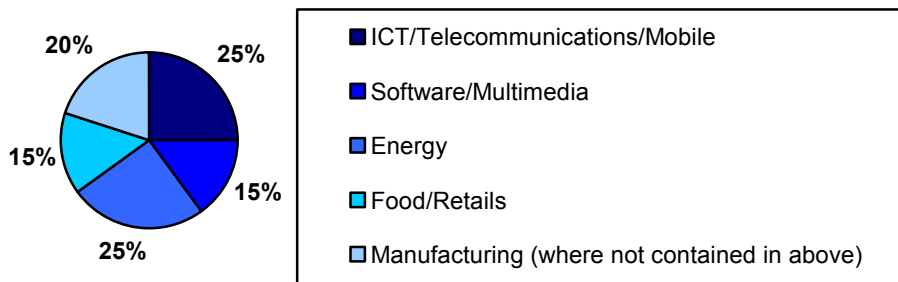 20%
25%
15%
15%
25%
ICT/Telecommunications/Mobile
Software/Multimedia
Energy
Food/Retails
Manufacturing (where not contained in above)